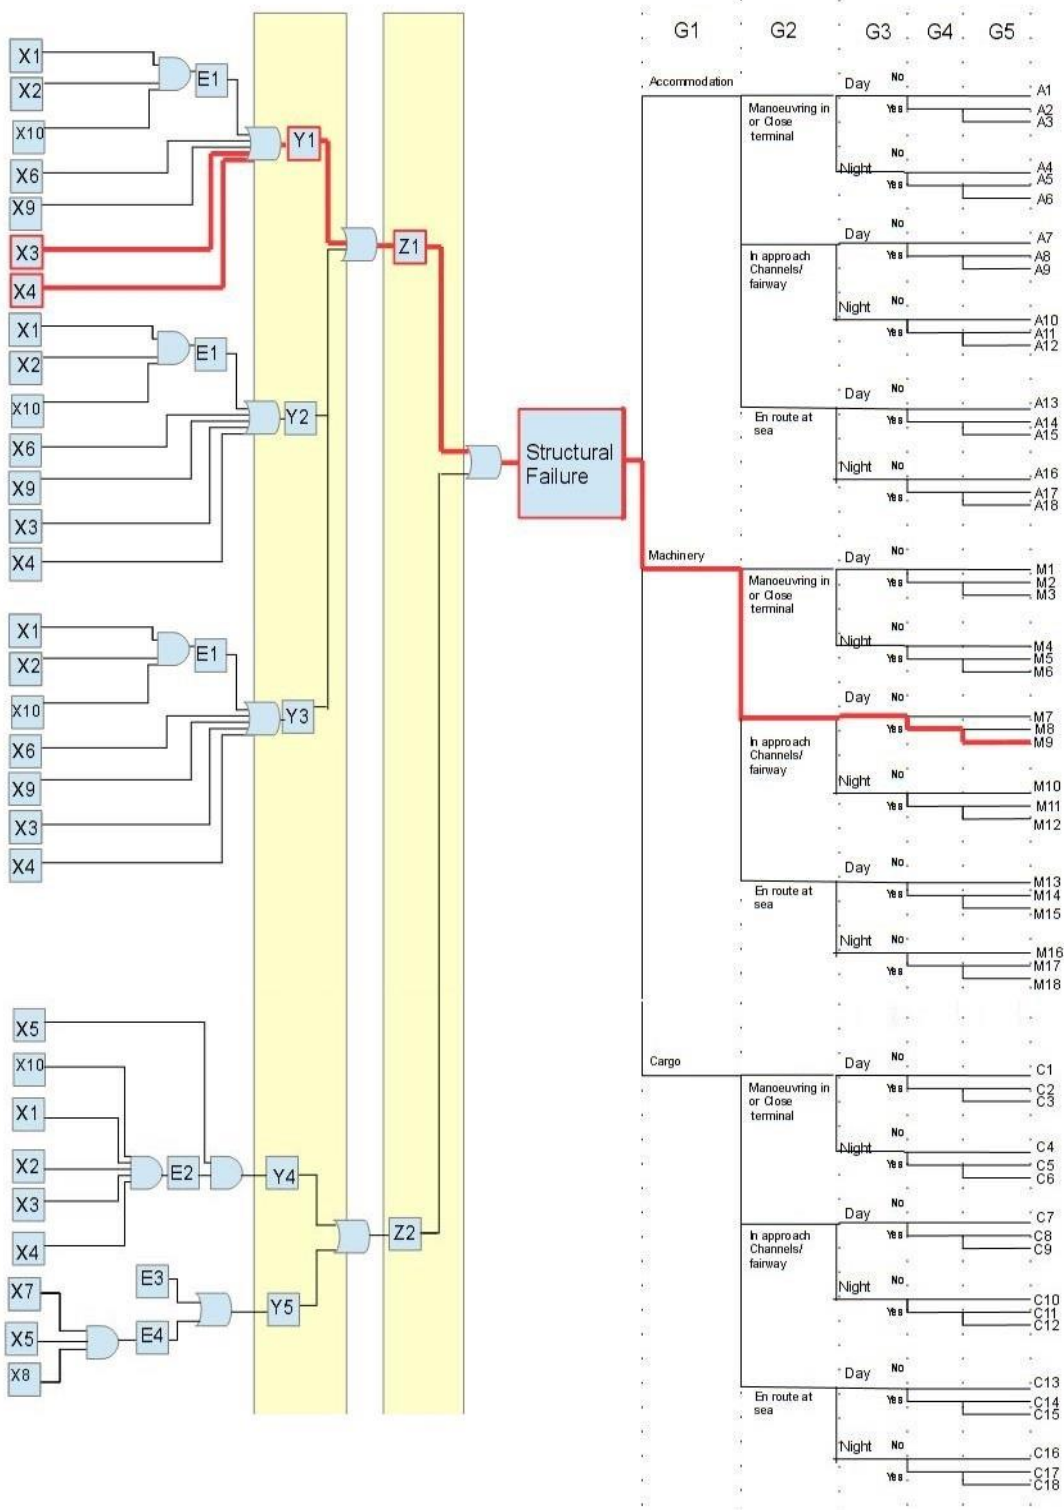 G1 G2 G3 G4 G5
X1
X2
X10
E1
X6
X9
X3
X4
Y1
Z1
X1
X2
X10
E1
X6
X9
X3
X4
Y2
X1
X2
X10
E1
X6
X9
X3
X4
Y3
X5
X10
X1
X2
X3
X4
E2
Y4
X7
X5
X8
E3
E4
Y5
Z2
Structural
Failure
Accommodation
Manoeuvring in
or Close
terminal
Day
No
Yes
A1
A2
A3
Night
No
Yes
A4
A5
A6
In approach
Channels/
fairway
Day
No
Yes
A7
A8
A9
Night
No
Yes
A10
A11
A12
En route at
sea
Day
No
Yes
A13
A14
A15
Night
No
Yes
A16
A17
A18
Machinery
Manoeuvring in
or Close
terminal
Day
No
Yes
M1
M2
M3
Night
No
Yes
M4
M5
M6
In approach
Channels/
fairway
Day
No
Yes
M7
M8
M9
Night
No
Yes
M10
M11
M12
En route at
sea
Day
No
Yes
M13
M14
M15
Night
No
Yes
M16
M17
M18
Cargo
Manoeuvring in
or Close
terminal
Day
No
Yes
C1
C2
C3
Night
No
Yes
C4
C5
C6
In approach
Channels/
fairway
Day
No
Yes
C7
C8
C9
Night
No
Yes
C10
C11
C12
En route at
sea
Day
No
Yes
C13
C14
C15
Night
No
Yes
C16
C17
C18